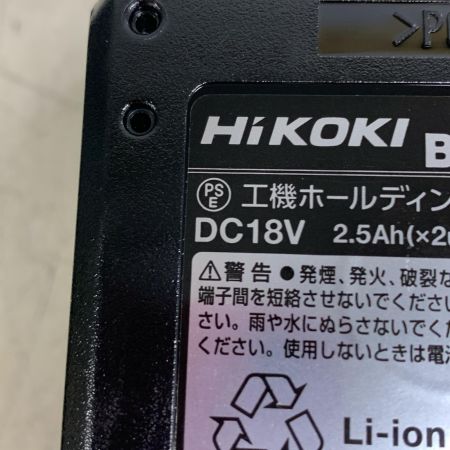 >P
HiKOKI B
PSE 工機ホールディン
DC18V 2.5Ah(×2
⚠警告 ●発煙、発火、破裂な
端子間を短絡させないでください
さい。雨や水にぬらさないでくだ
ください。使用しないときは電
Li-ion